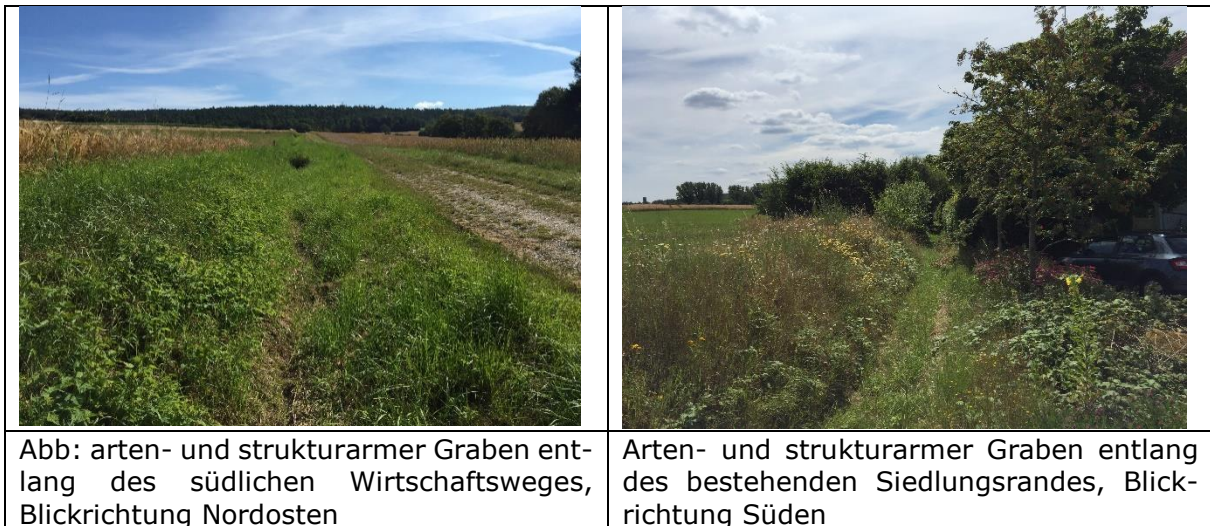 Abb: arten- und strukturarmer Graben ent-
lang des südlichen Wirtschaftsweges,
Blickrichtung Nordosten
Arten- und strukturarmer Graben entlang
des bestehenden Siedlungsrandes, Blick-
richtung Süden